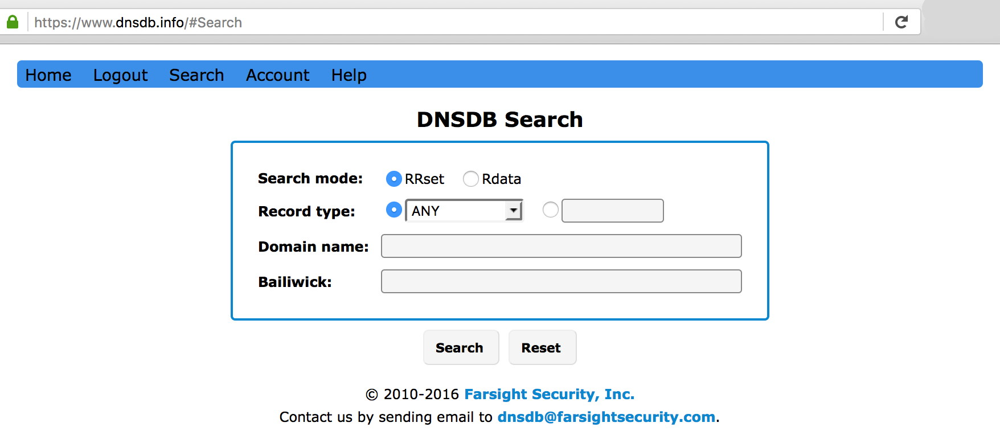 https://www.dnsdb.info/#Search
Home Logout Search Account Help
DNSDB Search
Search mode: RRset Rdata
Record type: ANY
Domain name:
Bailiwick:
Search Reset
© 2010-2016 Farsight Security, Inc.
Contact us by sending email to dnsdb@farsightsecurity.com.